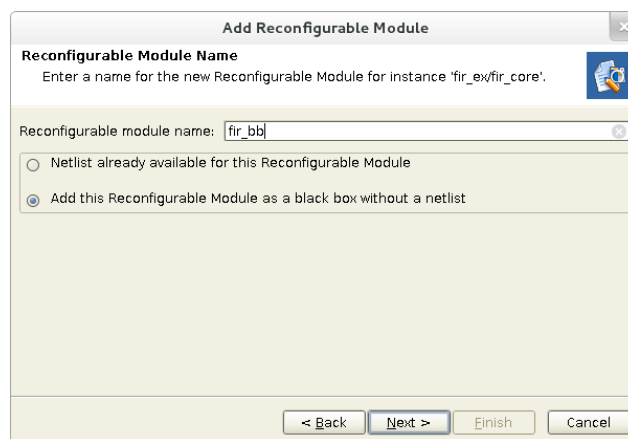 Add Reconfigurable Module
Reconfigurable Module Name
Enter a name for the new Reconfigurable Module for instance 'fir_ex/fir_core'.
Reconfigurable module name: fir_bb
Netlist already available for this Reconfigurable Module
Add this Reconfigurable Module as a black box without a netlist
< Back Next > Finish Cancel